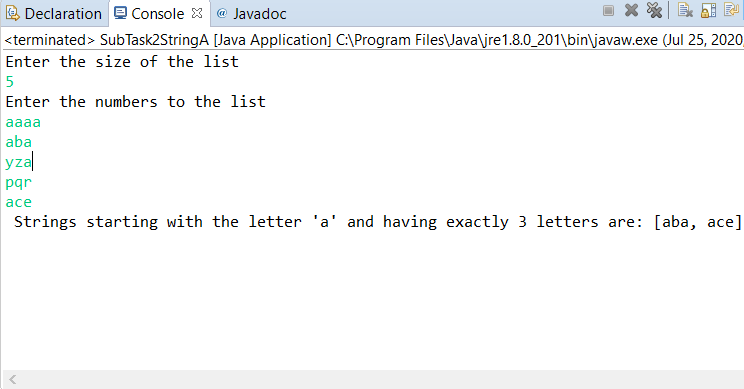 Declaration Console @ Javadoc
<terminated> SubTask2StringA [Java Application] C:\Program Files\Java\jre1.8.0_201\bin\javaw.exe (Jul 25, 2020,
Enter the size of the list
5
Enter the numbers to the list
aaaa
aba
yza
pqr
ace
 Strings starting with the letter 'a' and having exactly 3 letters are: [aba, ace]